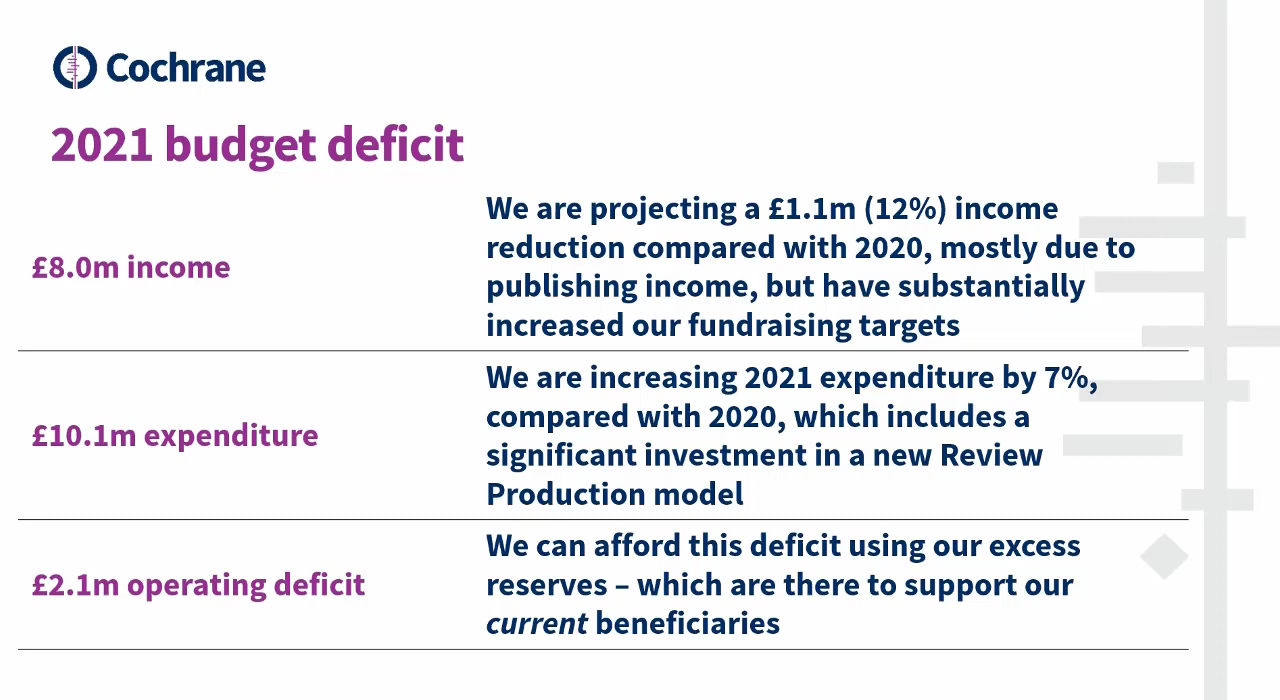 Cochrane
2021 budget deficit
£8.0m income
We are projecting a £1.1m (12%) income
reduction compared with 2020, mostly due to
publishing income, but have substantially
increased our fundraising targets
£10.1m expenditure
We are increasing 2021 expenditure by 7%,
compared with 2020, which includes a
significant investment in a new Review
Production model
£2.1m operating deficit
We can afford this deficit using our excess
reserves – which are there to support our
current beneficiaries